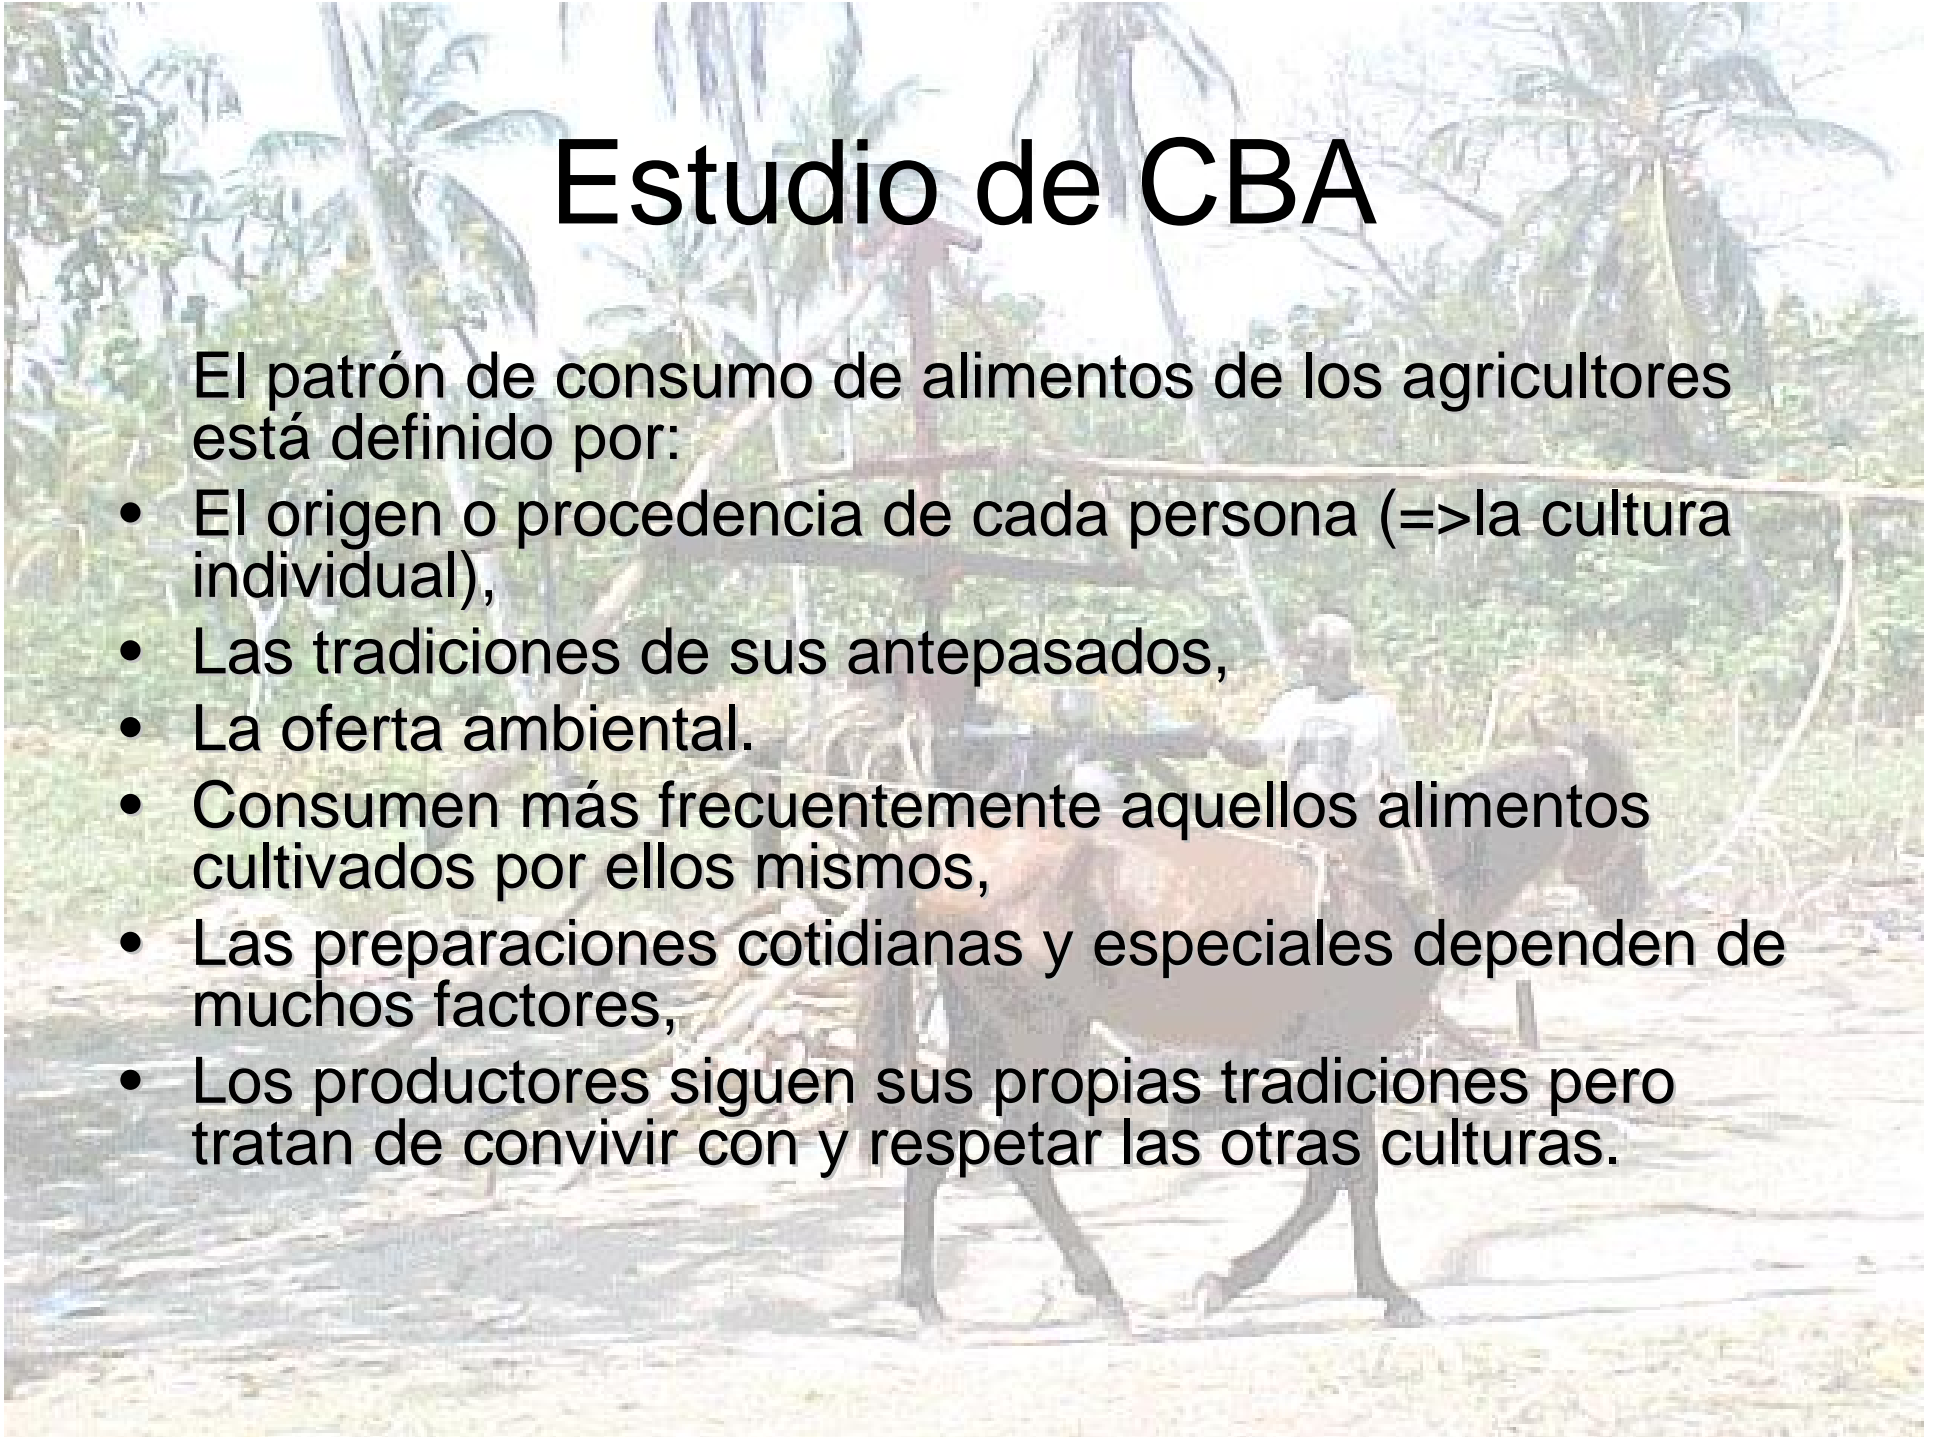 Estudio de CBA
El patrón de consumo de alimentos de los agricultores
está definido por:
• El origen o procedencia de cada persona (=>la cultura
individual),
• Las tradiciones de sus antepasados,
• La oferta ambiental.
• Consumen más frecuentemente aquellos alimentos
cultivados por ellos mismos,
• Las preparaciones cotidianas y especiales dependen de
muchos factores,
• Los productores siguen sus propias tradiciones pero
tratan de convivir con y respetar las otras culturas.